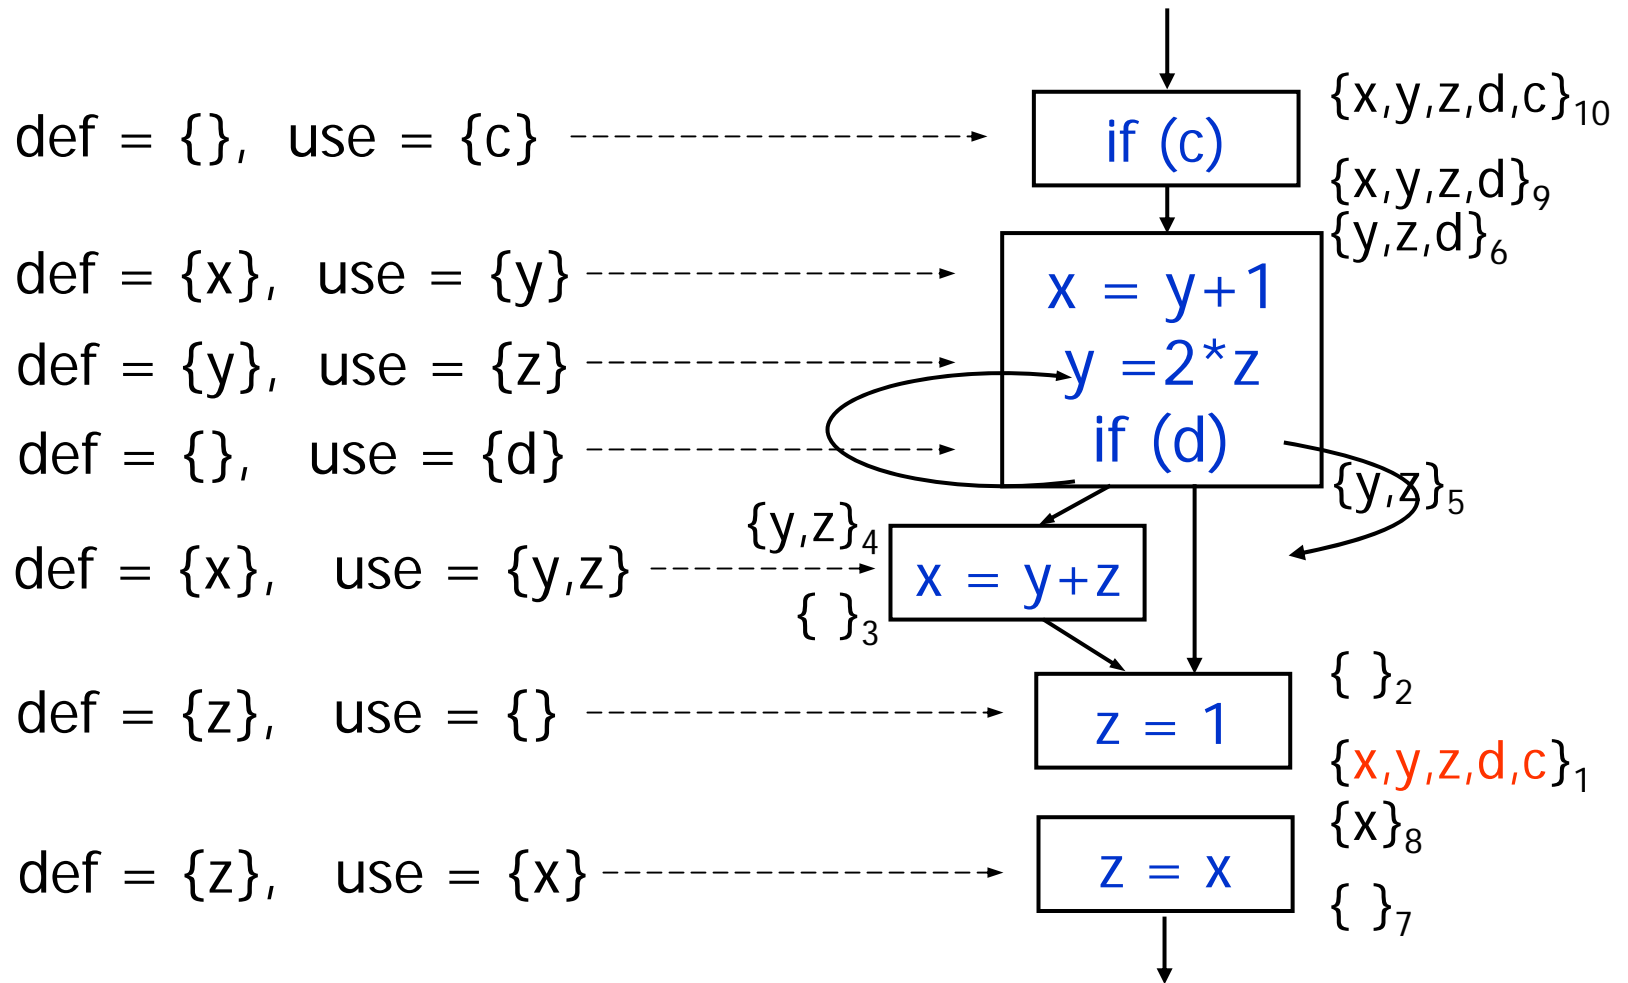 {x,y,z,d,c}10
def = {}, use = {c}
if (c)
{x,y,z,d}9
{y,z,d}6
def = {x}, use = {y}
x = y+1
def = {y}, use = {z}
y =2*z
def = {}, use = {d}
if (d)
{y,z}5
{y,z}4
def = {x}, use = {y,z}
x = y+z
{ }3
{ }2
def = {z}, use = {}
z = 1
{x,y,z,d,c}1
{x}8
def = {z}, use = {x}
z = x
{ }7